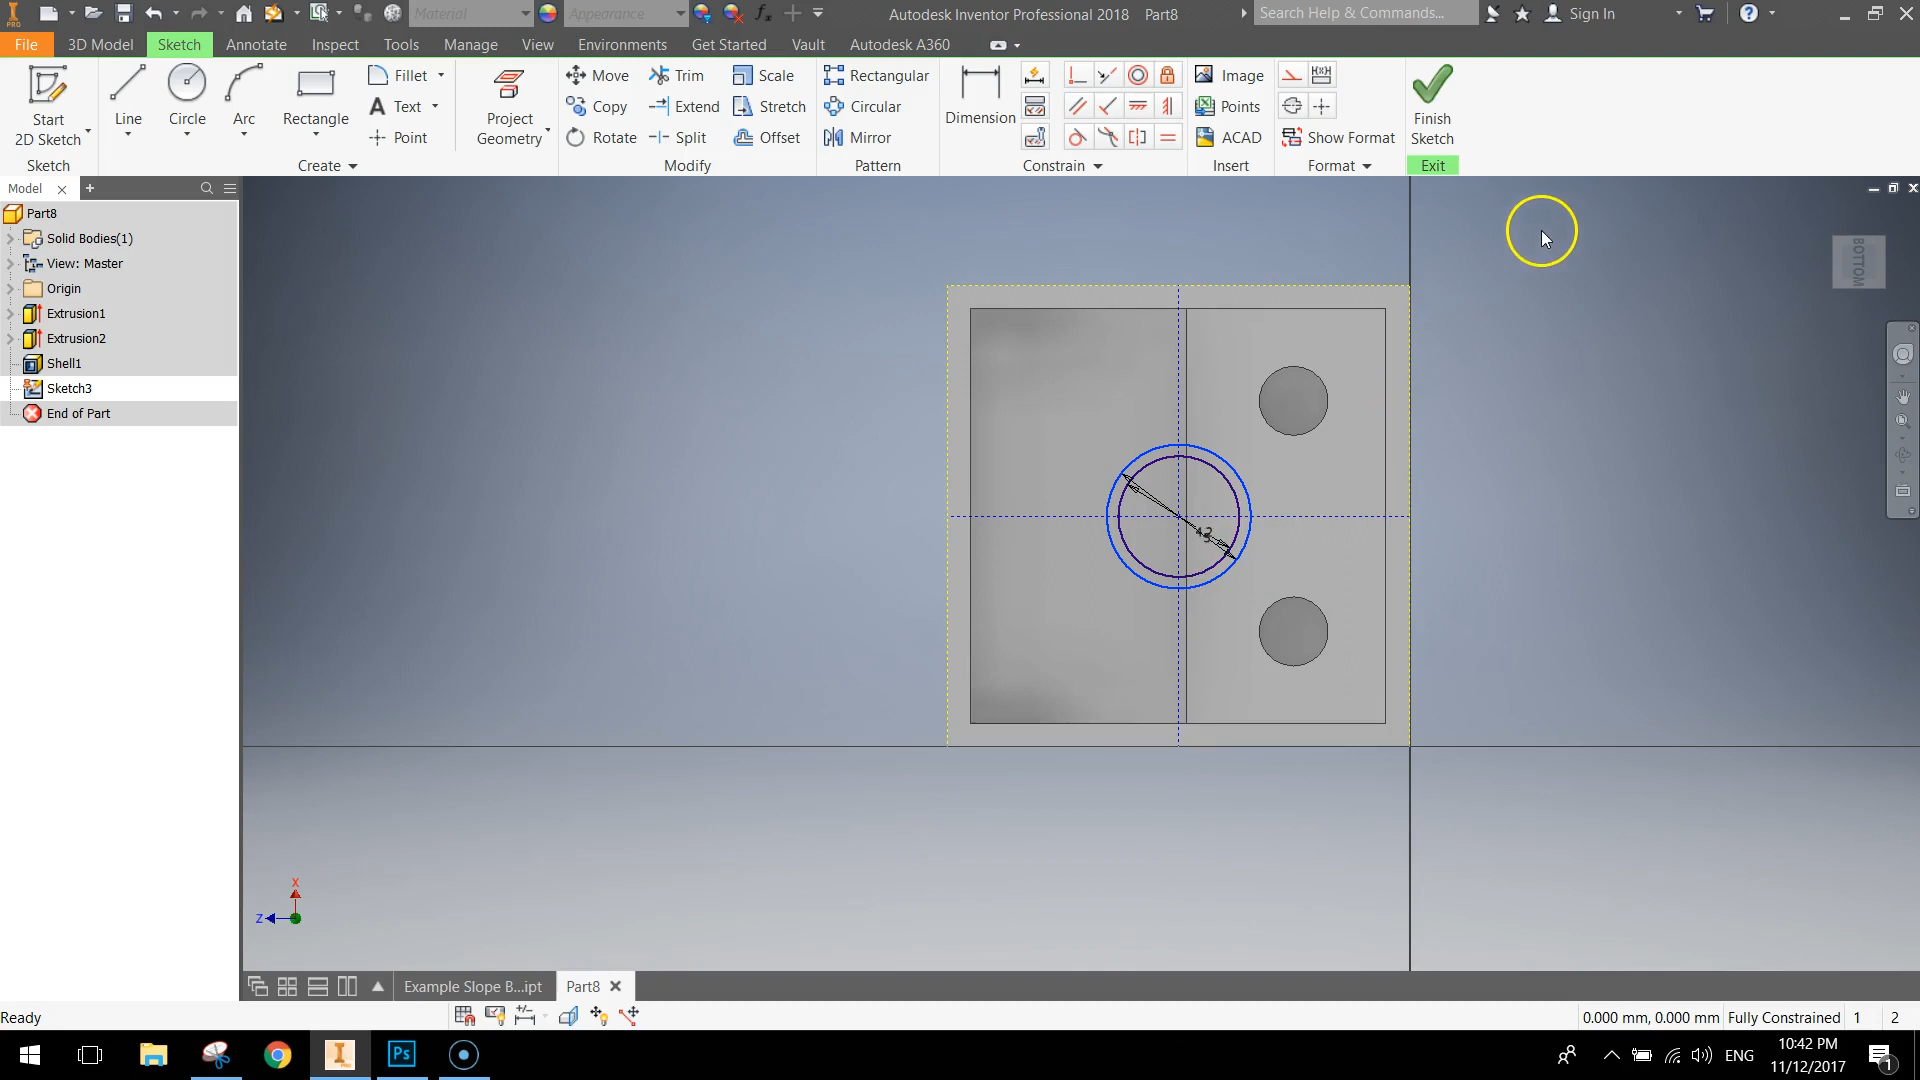 PRO
Material
Appearance
Autodesk Inventor Professional 2018 Part8
Search Help & Commands...
Sign In
File
3D Model
Sketch
Annotate
Inspect
Tools
Manage
View
Environments
Get Started
Vault
Autodesk A360
Start
2D Sketch
Sketch
Line
Circle
Arc
Rectangle
Fillet
Text
Point
Create
Project
Geometry
Move
Copy
Rotate
Trim
Extend
Split
Scale
Stretch
Offset
Modify
Rectangular
Circular
Mirror
Pattern
Dimension
Constrain
Image
Points
ACAD
Insert
Show Format
Format
Finish
Sketch
Exit
Model
Part8
Solid Bodies(1)
View: Master
Origin
Extrusion1
Extrusion2
Shell1
Sketch3
End of Part
BOTTOM
X
Z
Example Slope B...ipt
Part8
Ready
0.000 mm, 0.000 mm
Fully Constrained
1
2
Ps
ENG
10:42 PM
11/12/2017
1